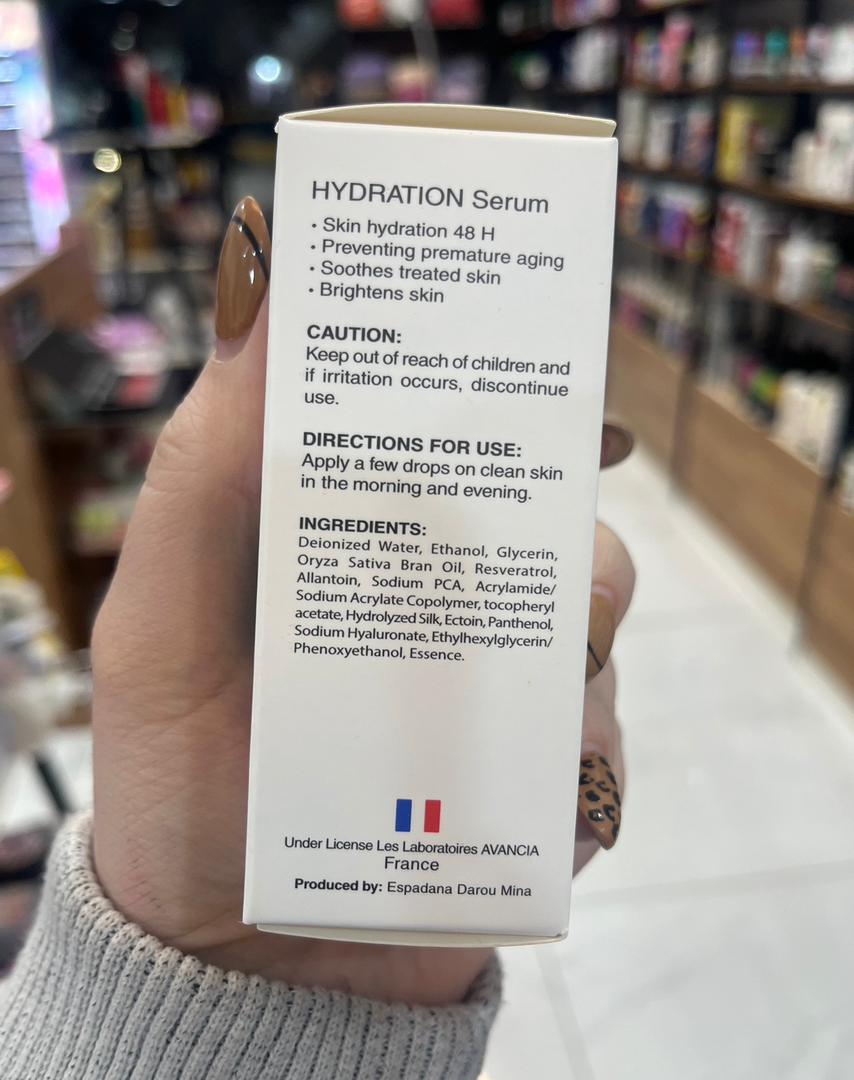 HYDRATION Serum
• Skin hydration 48 H
• Preventing premature aging
• Soothes treated skin
• Brightens skin
CAUTION:
Keep out of reach of children and
if irritation occurs, discontinue
use.
DIRECTIONS FOR USE:
Apply a few drops on clean skin
in the morning and evening.
INGREDIENTS:
Deionized Water, Ethanol, Glycerin,
Oryza Sativa Bran Oil, Resveratrol,
Allantoin, Sodium PCA, Acrylamide/
Sodium Acrylate Copolymer, tocopheryl
acetate, Hydrolyzed Silk, Ectoin, Panthenol,
Sodium Hyaluronate, Ethylhexylglycerin/
Phenoxyethanol, Essence.
Under License Les Laboratoires AVANCIA
France
Produced by: Espadana Darou Mina